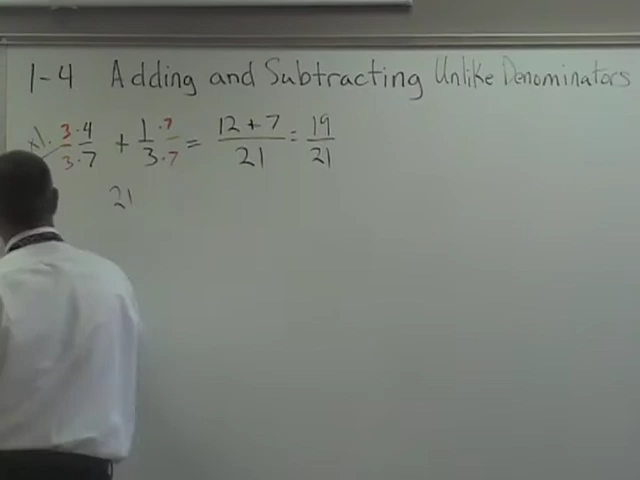 1-4 Adding and Subtracting Unlike Denominators
x1. 3·4/3·7 + 1·7/3·7 = 12+7/21 = 19/21
21